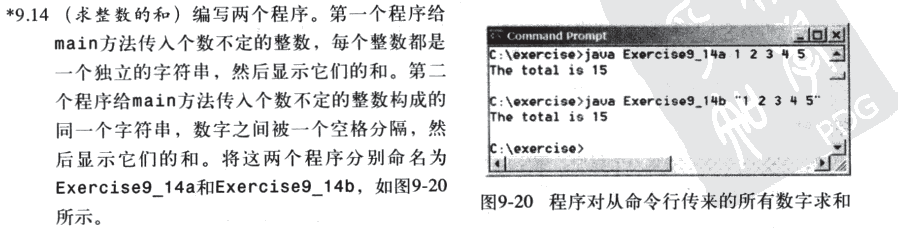 *9.14 （求整数的和）编写两个程序。第一个程序给
main方法传入个数不定的整数，每个整数都是
一个独立的字符串，然后显示它们的和。第二
个程序给main方法传入个数不定的整数构成的
同一个字符串，数字之间被一个空格分隔，然
后显示它们的和。将这两个程序分别命名为
Exercise9_14a和Exercise9_14b，如图9-20
所示。
Command Prompt
C:\exercise>java Exercise9_14a 1 2 3 4 5
The total is 15
C:\exercise>java Exercise9_14b "1 2 3 4 5"
The total is 15
C:\exercise>
图9-20 程序对从命令行传来的所有数字求和
PDG